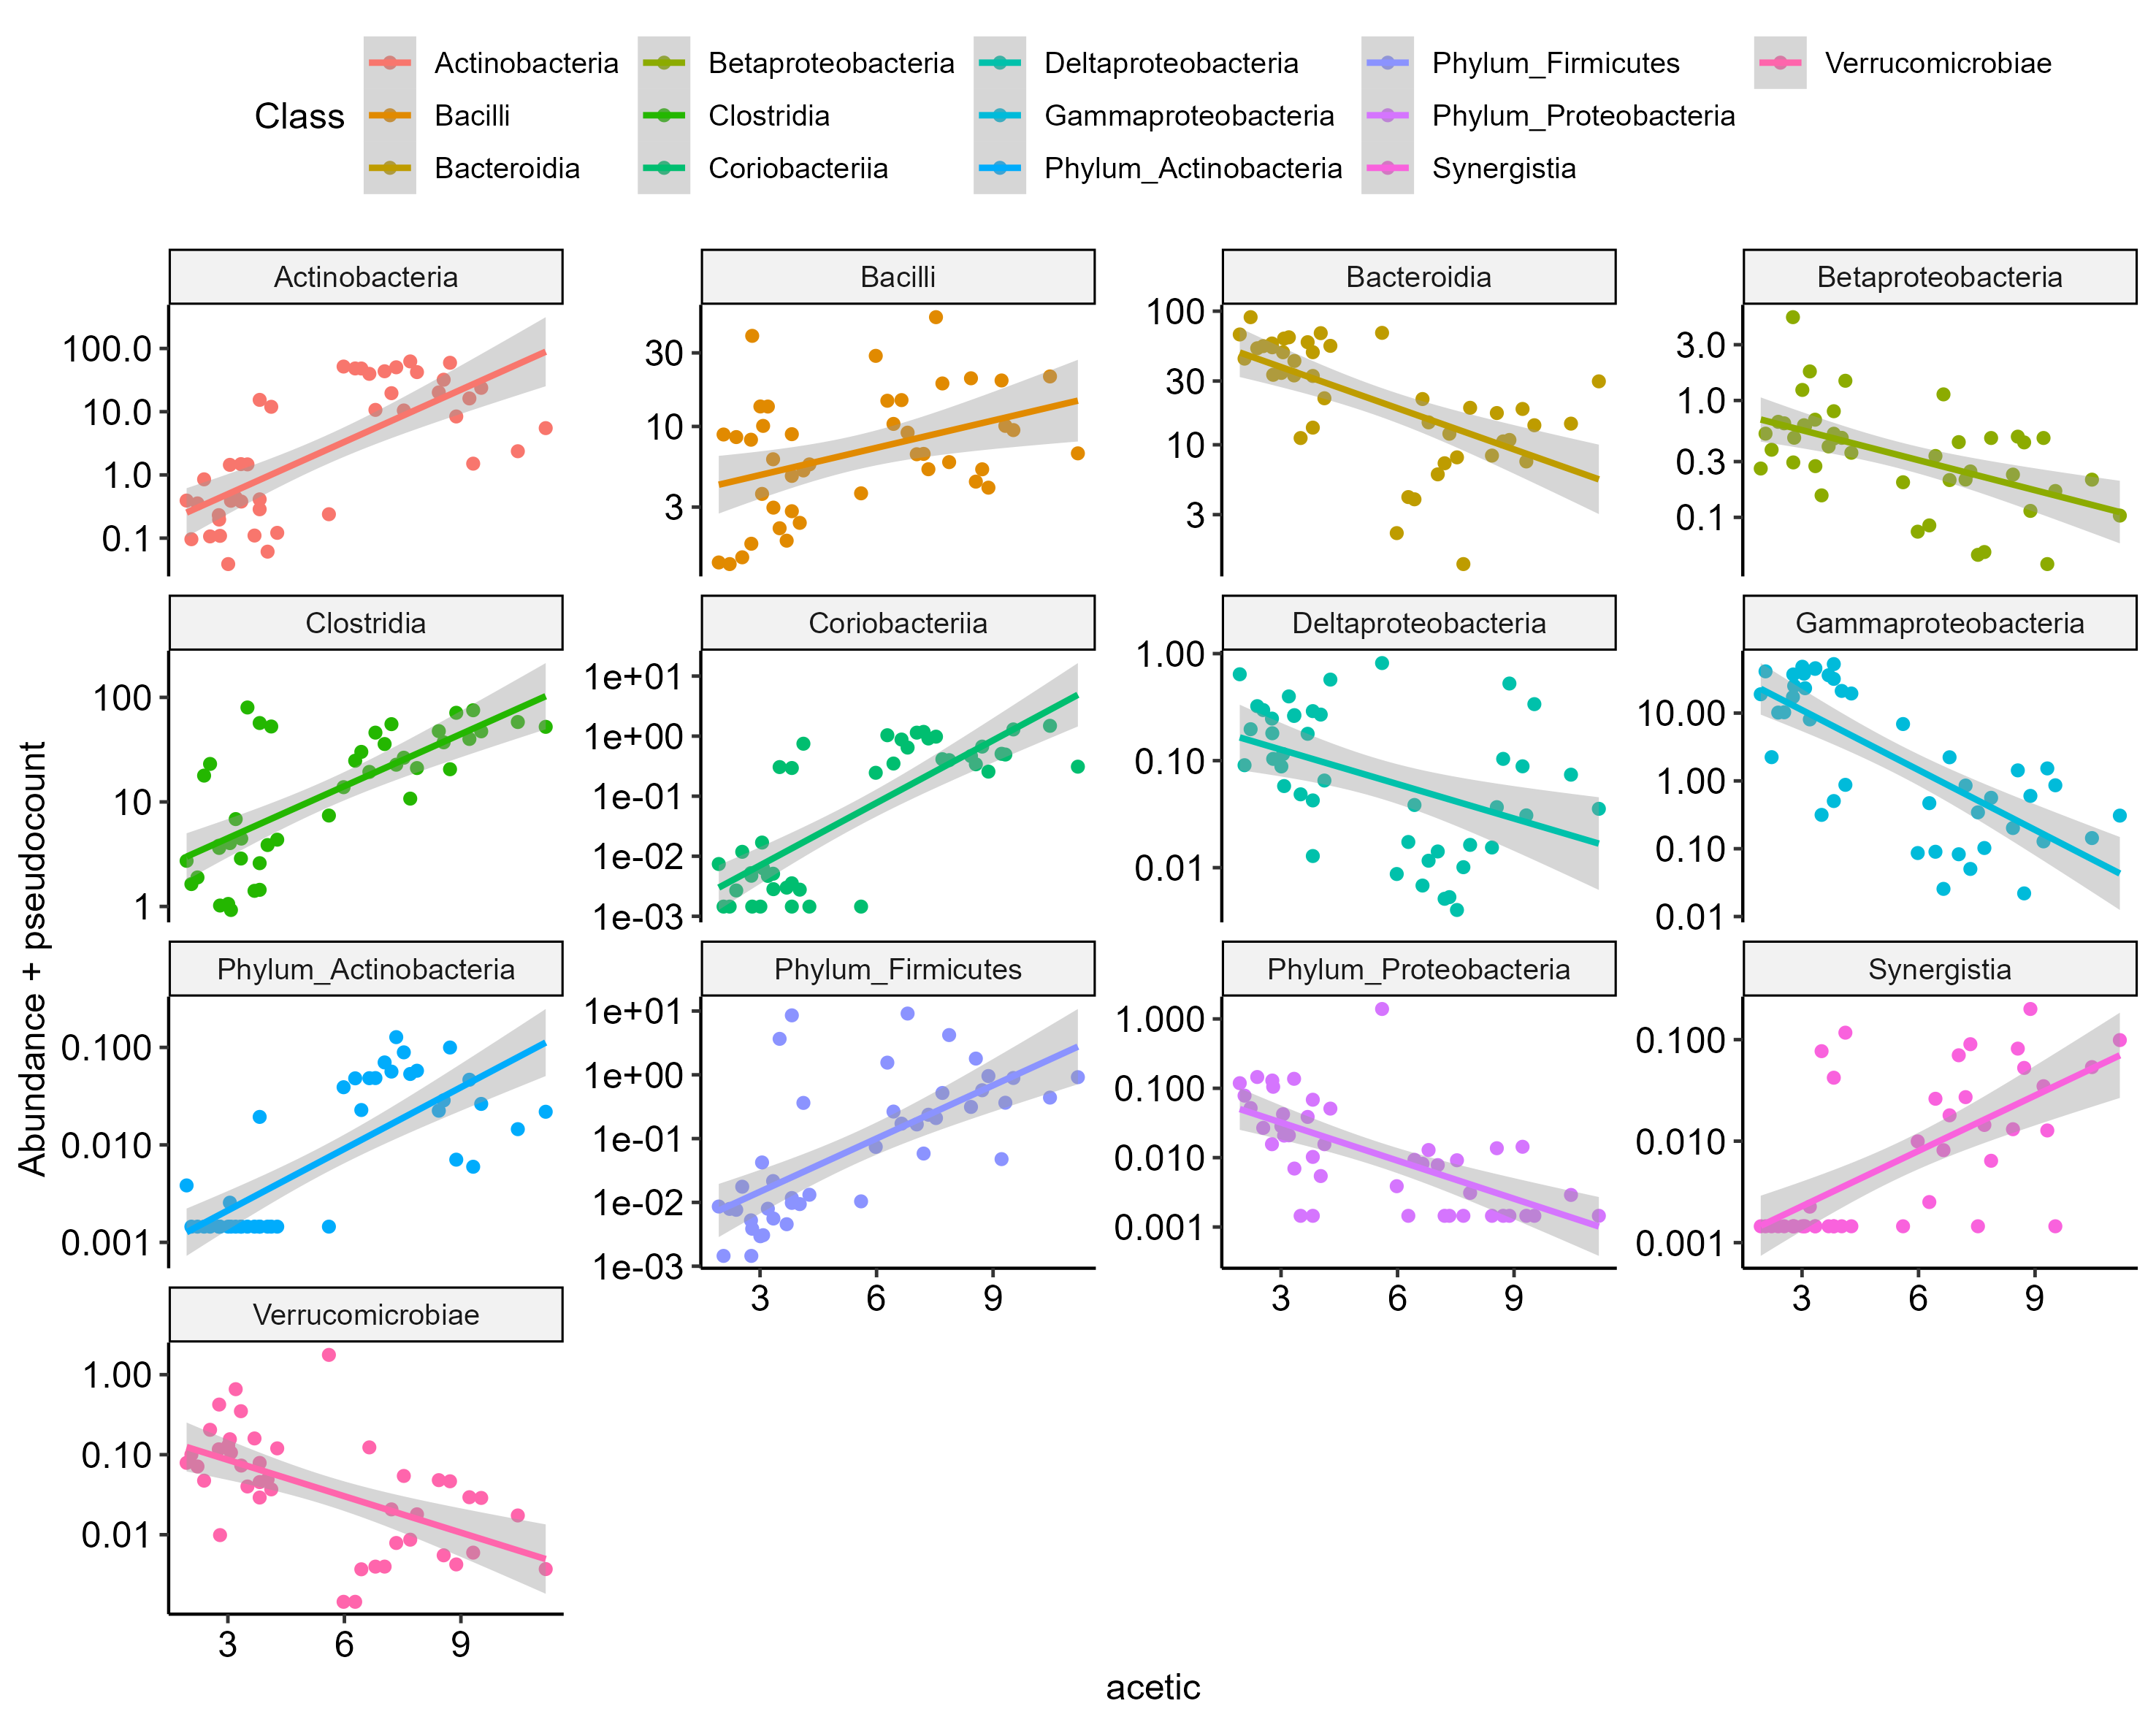 Class
Actinobacteria Betaproteobacteria Deltaproteobacteria Phylum_Firmicutes Verrucomicrobiae
Bacilli Clostridia Gammaproteobacteria Phylum_Proteobacteria
Bacteroidia Coriobacteriia Phylum_Actinobacteria Synergistia
Actinobacteria Bacilli Bacteroidia Betaproteobacteria
100.0
10.0
1.0
0.1
30
10
3
100
30
10
3
3.0
1.0
0.3
0.1
Clostridia Coriobacteriia Deltaproteobacteria Gammaproteobacteria
100
10
1
1e+01
1e+00
1e-01
1e-02
1e-03
1.00
0.10
0.01
10.00
1.00
0.10
0.01
Phylum_Actinobacteria Phylum_Firmicutes Phylum_Proteobacteria Synergistia
0.100
0.010
0.001
1e+01
1e+00
1e-01
1e-02
1e-03
1.000
0.100
0.010
0.001
0.100
0.010
0.001
3 6 9 3 6 9 3 6 9
Verrucomicrobiae
1.00
0.10
0.01
3 6 9
Abundance + pseudocount
acetic